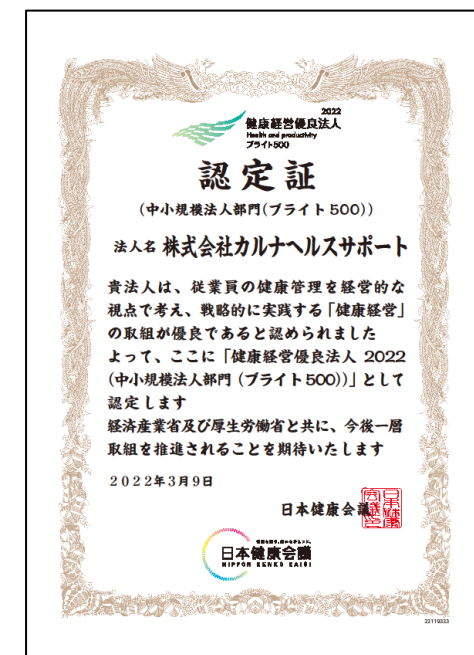 2022
健康経営優良法人
Health and productivity
ブライト500
認定証
(中小規模法人部門(ブライト500))
法人名 株式会社カルナヘルスサポート
貴法人は、従業員の健康管理を経営的な
視点で考え、戦略的に実践する「健康経営」
の取組が優良であると認められました
よって、ここに「健康経営優良法人 2022
(中小規模法人部門 (ブライト500))」として
認定します
経済産業省及び厚生労働省と共に、今後一層
取組を推進されることを期待いたします
2022年3月9日
日本健康会議
日本健康会議
NIPPON KENKO KAIGI
22119333